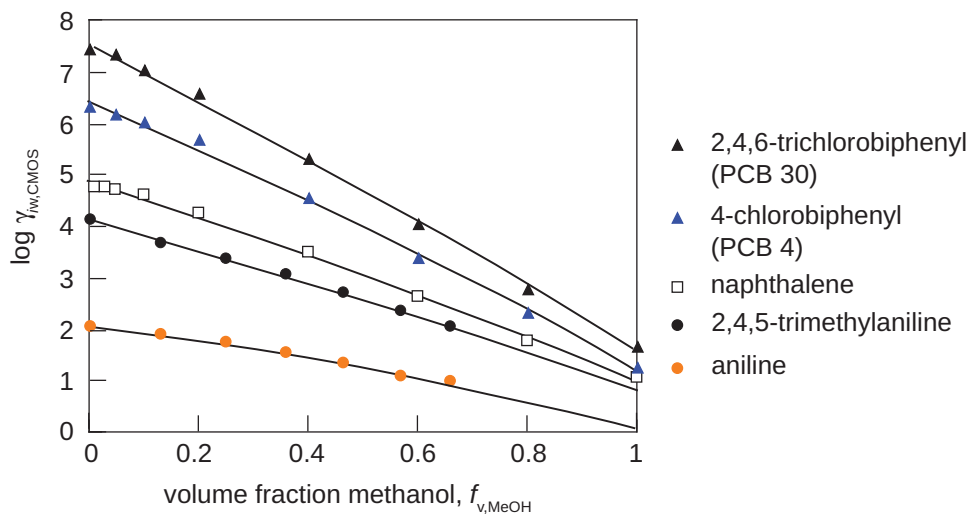 8
7
6
5
4
3
2
1
0
log γiw,CMOS
0 0.2 0.4 0.6 0.8 1
volume fraction methanol, fv,MeOH
2,4,6-trichlorobiphenyl
(PCB 30)
4-chlorobiphenyl
(PCB 4)
naphthalene
2,4,5-trimethylaniline
aniline